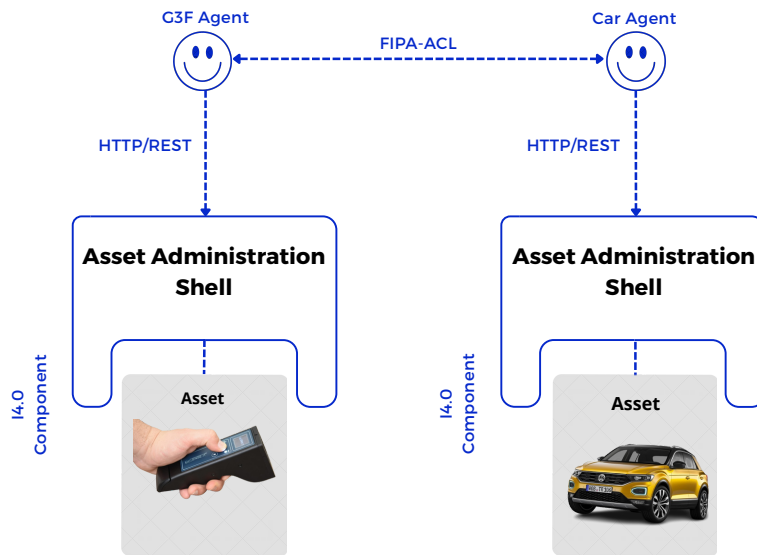 G3F Agent
Car Agent
FIPA-ACL
HTTP/REST
HTTP/REST
Asset Administration
Shell
Asset Administration
Shell
I4.0
Component
I4.0
Component
Asset
Asset